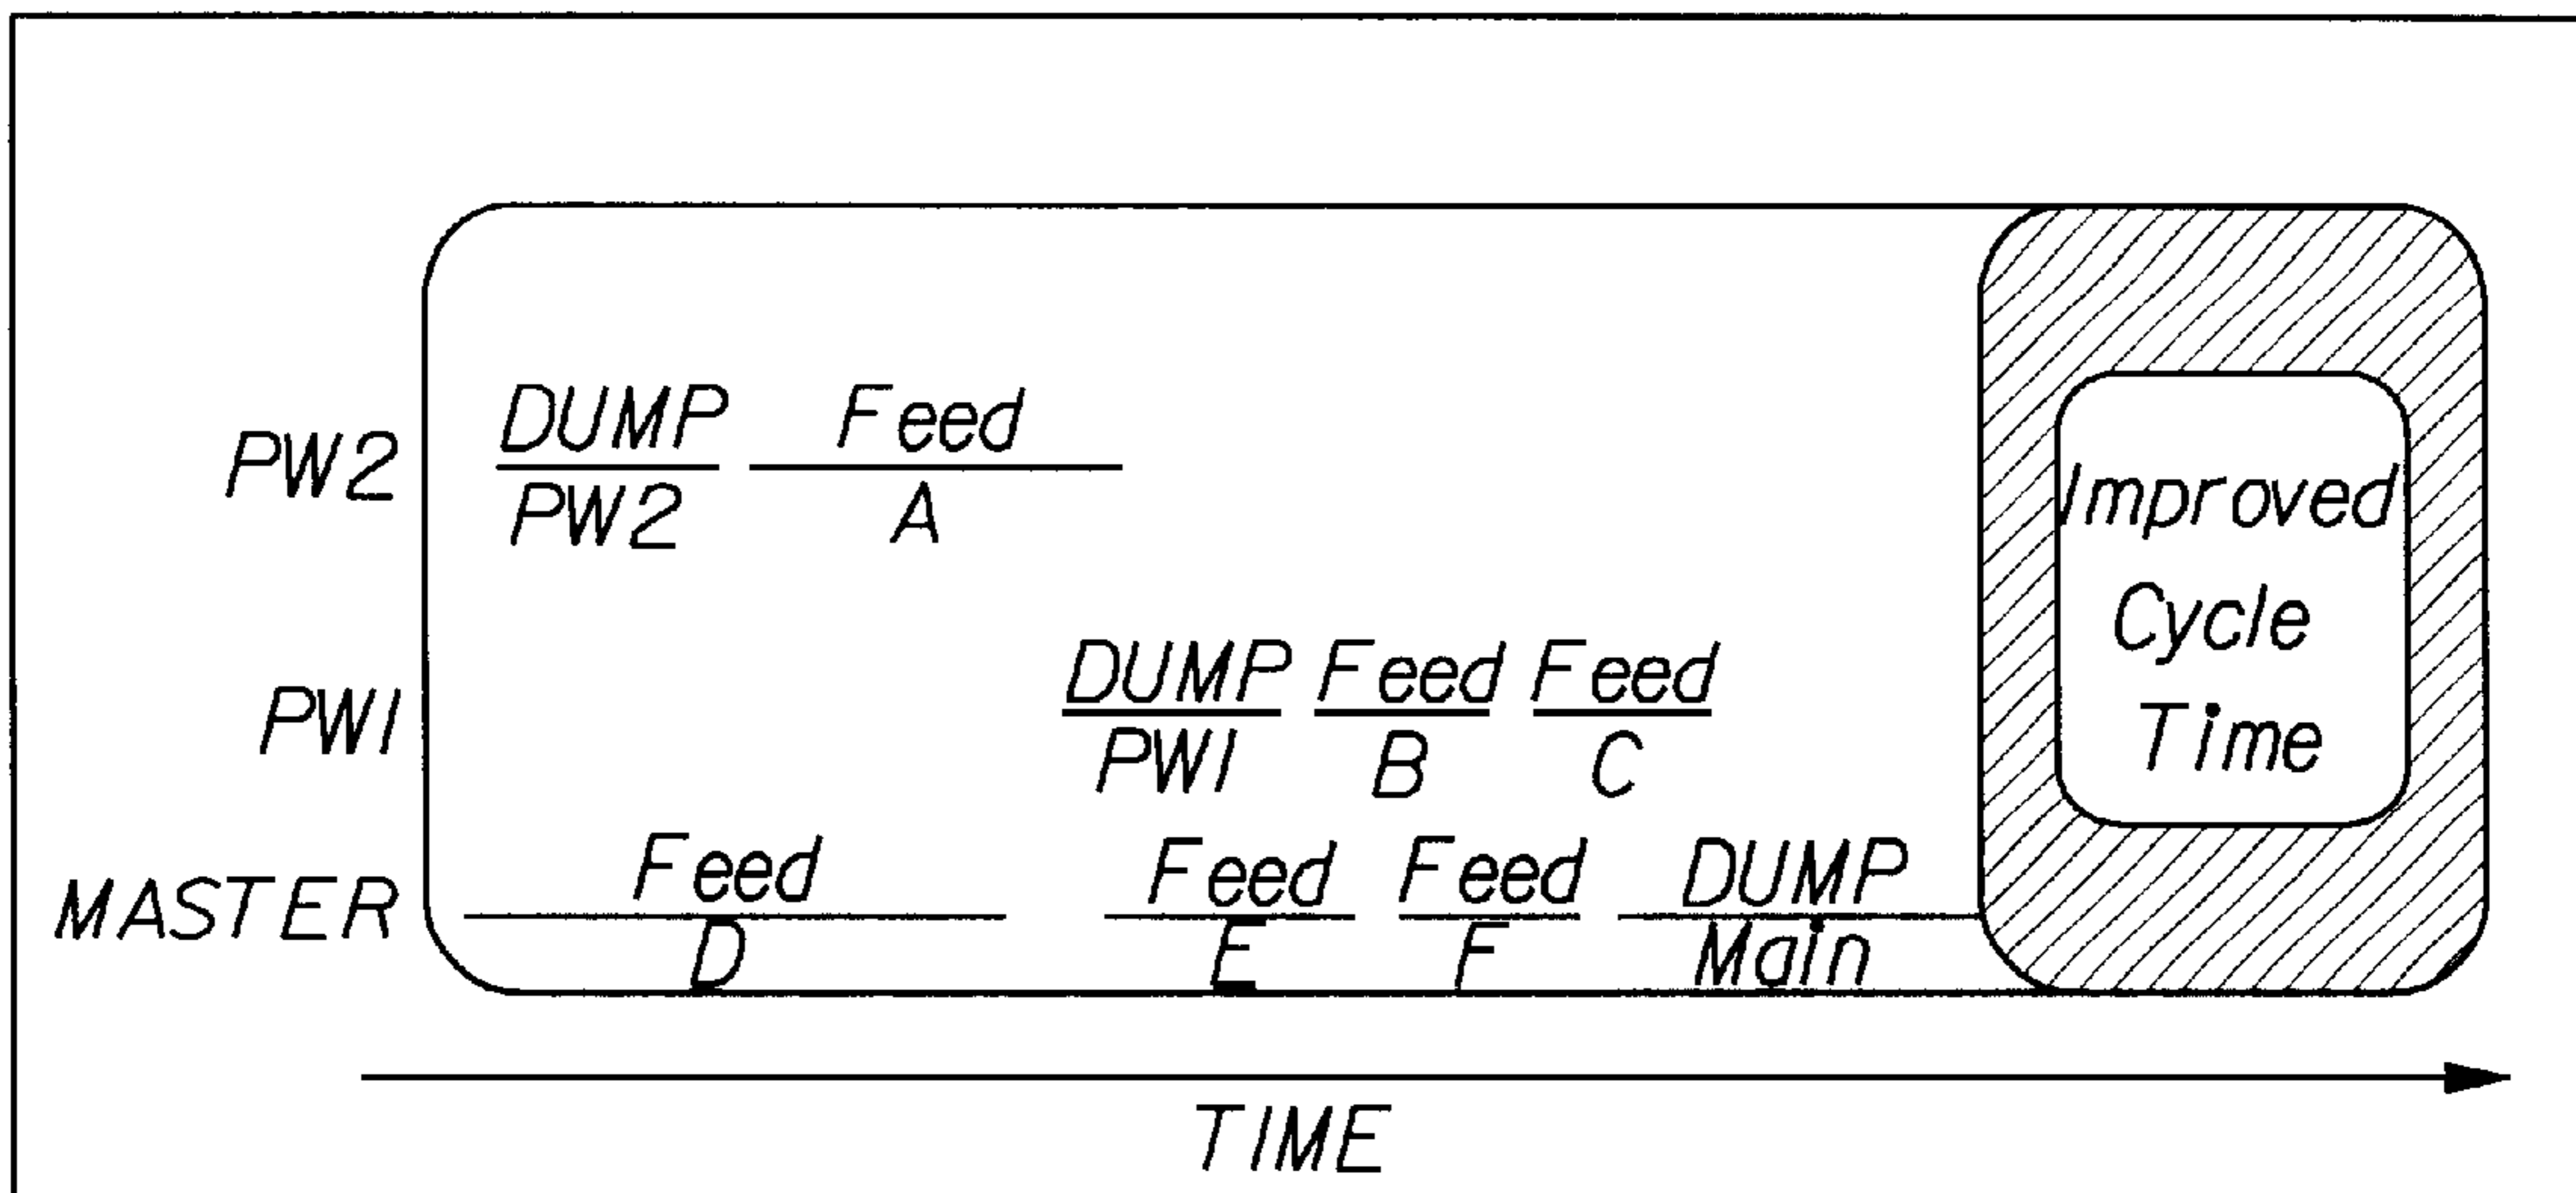 DUMP Feed
PW2
PW2 A
Improved
Cycle
Time
DUMP Feed Feed
PW1
PW1 B C
Feed Feed Feed DUMP
MASTER
D E F Main
TIME